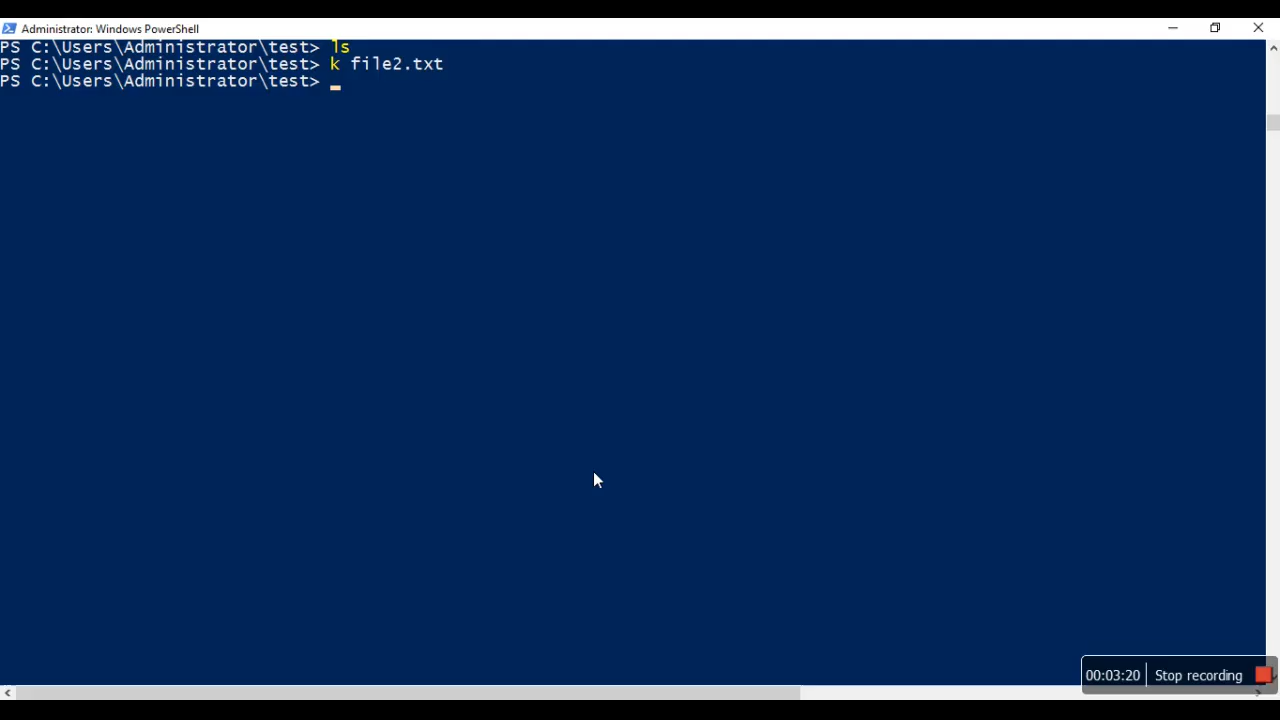 Administrator: Windows PowerShell
PS C:\Users\Administrator\test> ls
PS C:\Users\Administrator\test> k file2.txt
PS C:\Users\Administrator\test>
00:03:20 Stop recording